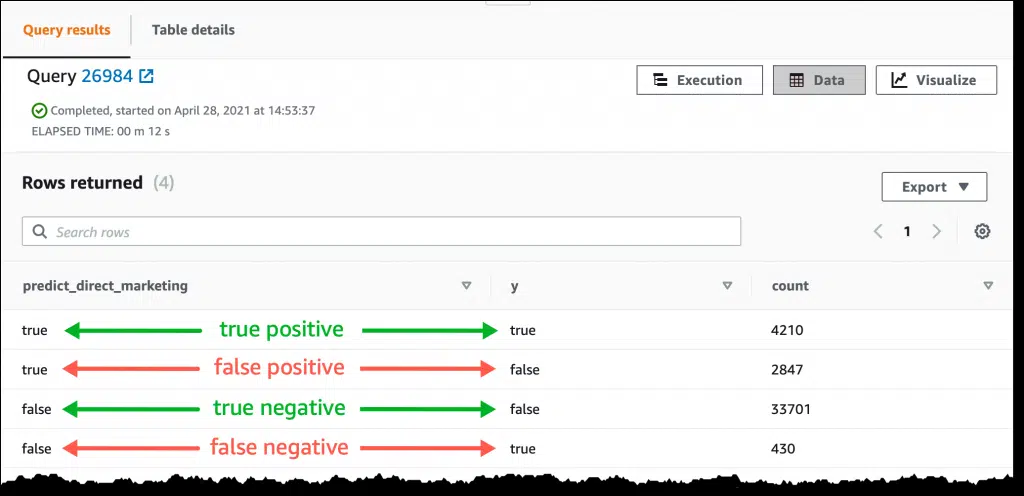 Query results Table details
Query 26984
Execution Data Visualize
Completed, started on April 28, 2021 at 14:53:37
ELAPSED TIME: 00 m 12 s
Rows returned (4)
Export
Search rows
1
predict_direct_marketing y count
true true positive true 4210
true false positive false 2847
false true negative false 33701
false false negative true 430